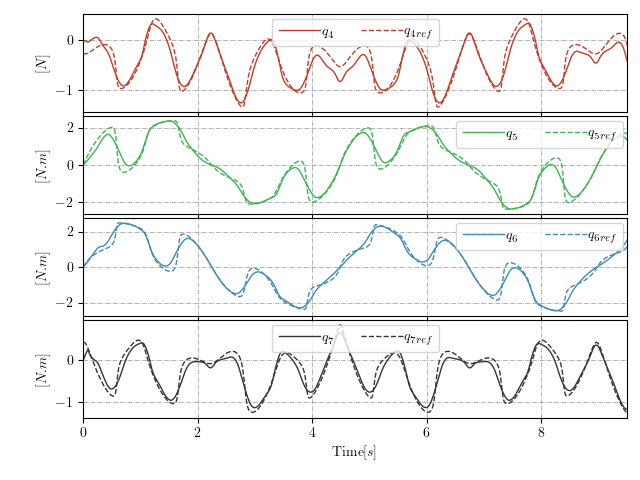 q4 q4ref
0
−1
[N]
q5 q5ref
2
0
−2
[N.m]
q6 q6ref
2
0
−2
[N.m]
q7 q7ref
0
−1
[N.m]
0 2 4 6 8
Time[s]